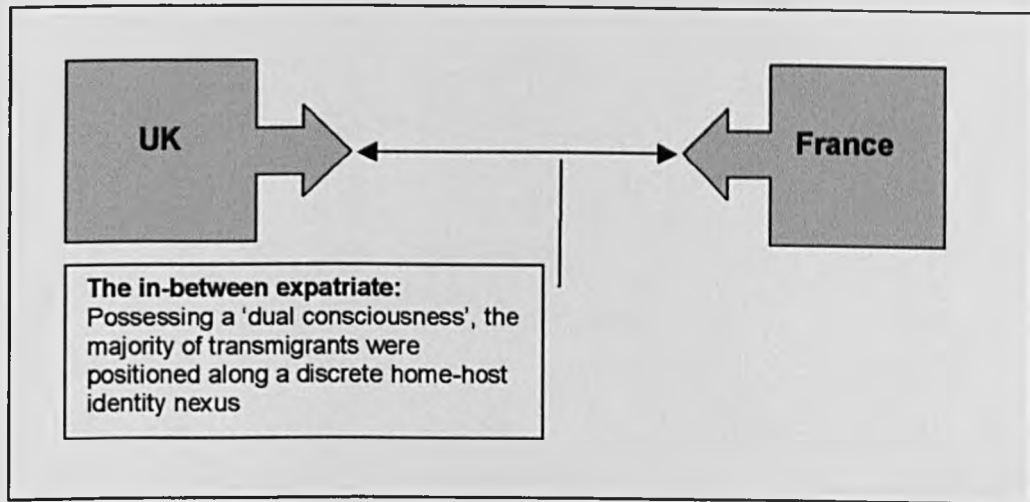 UK
France
The in-between expatriate:
Possessing a ‘dual consciousness’, the
majority of transmigrants were
positioned along a discrete home-host
identity nexus